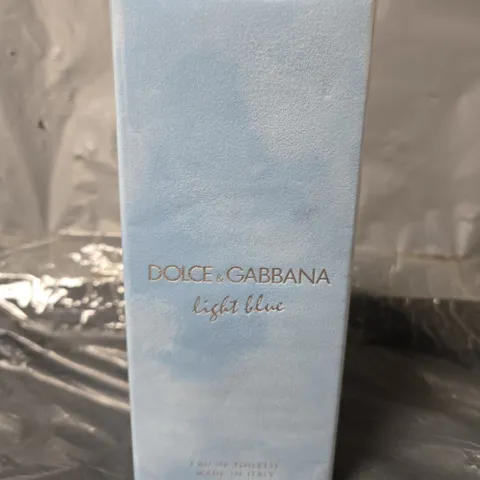 DOLCE & GABBANA
light blue
EAU DE TOILETTE
MADE IN ITALY